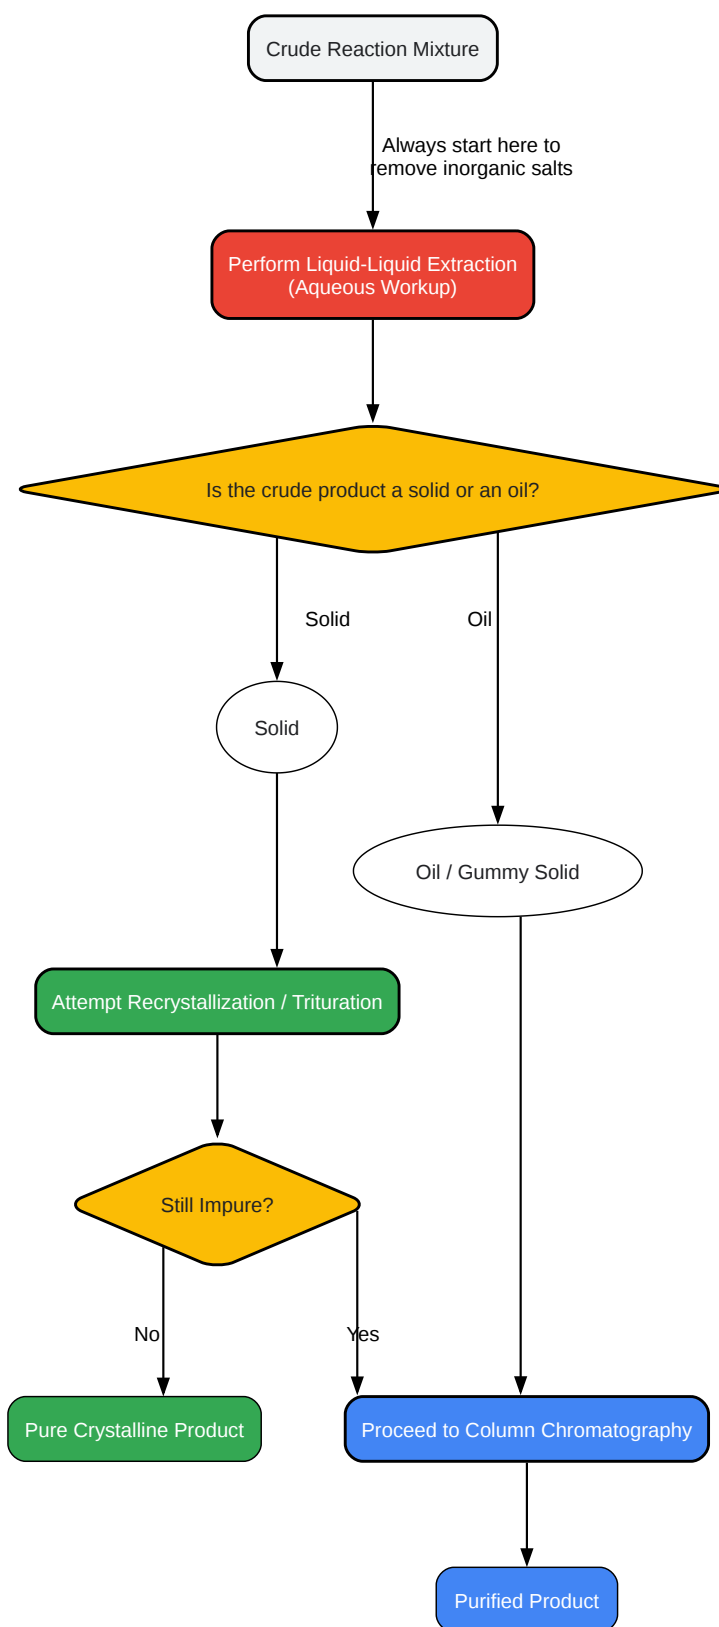 Crude Reaction Mixture
Always start here to
remove inorganic salts
Perform Liquid-Liquid Extraction
(Aqueous Workup)
Is the crude product a solid or an oil?
Solid
Oil
Solid
Oil / Gummy Solid
Attempt Recrystallization / Trituration
Still Impure?
No
Yes
Pure Crystalline Product
Proceed to Column Chromatography
Purified Product